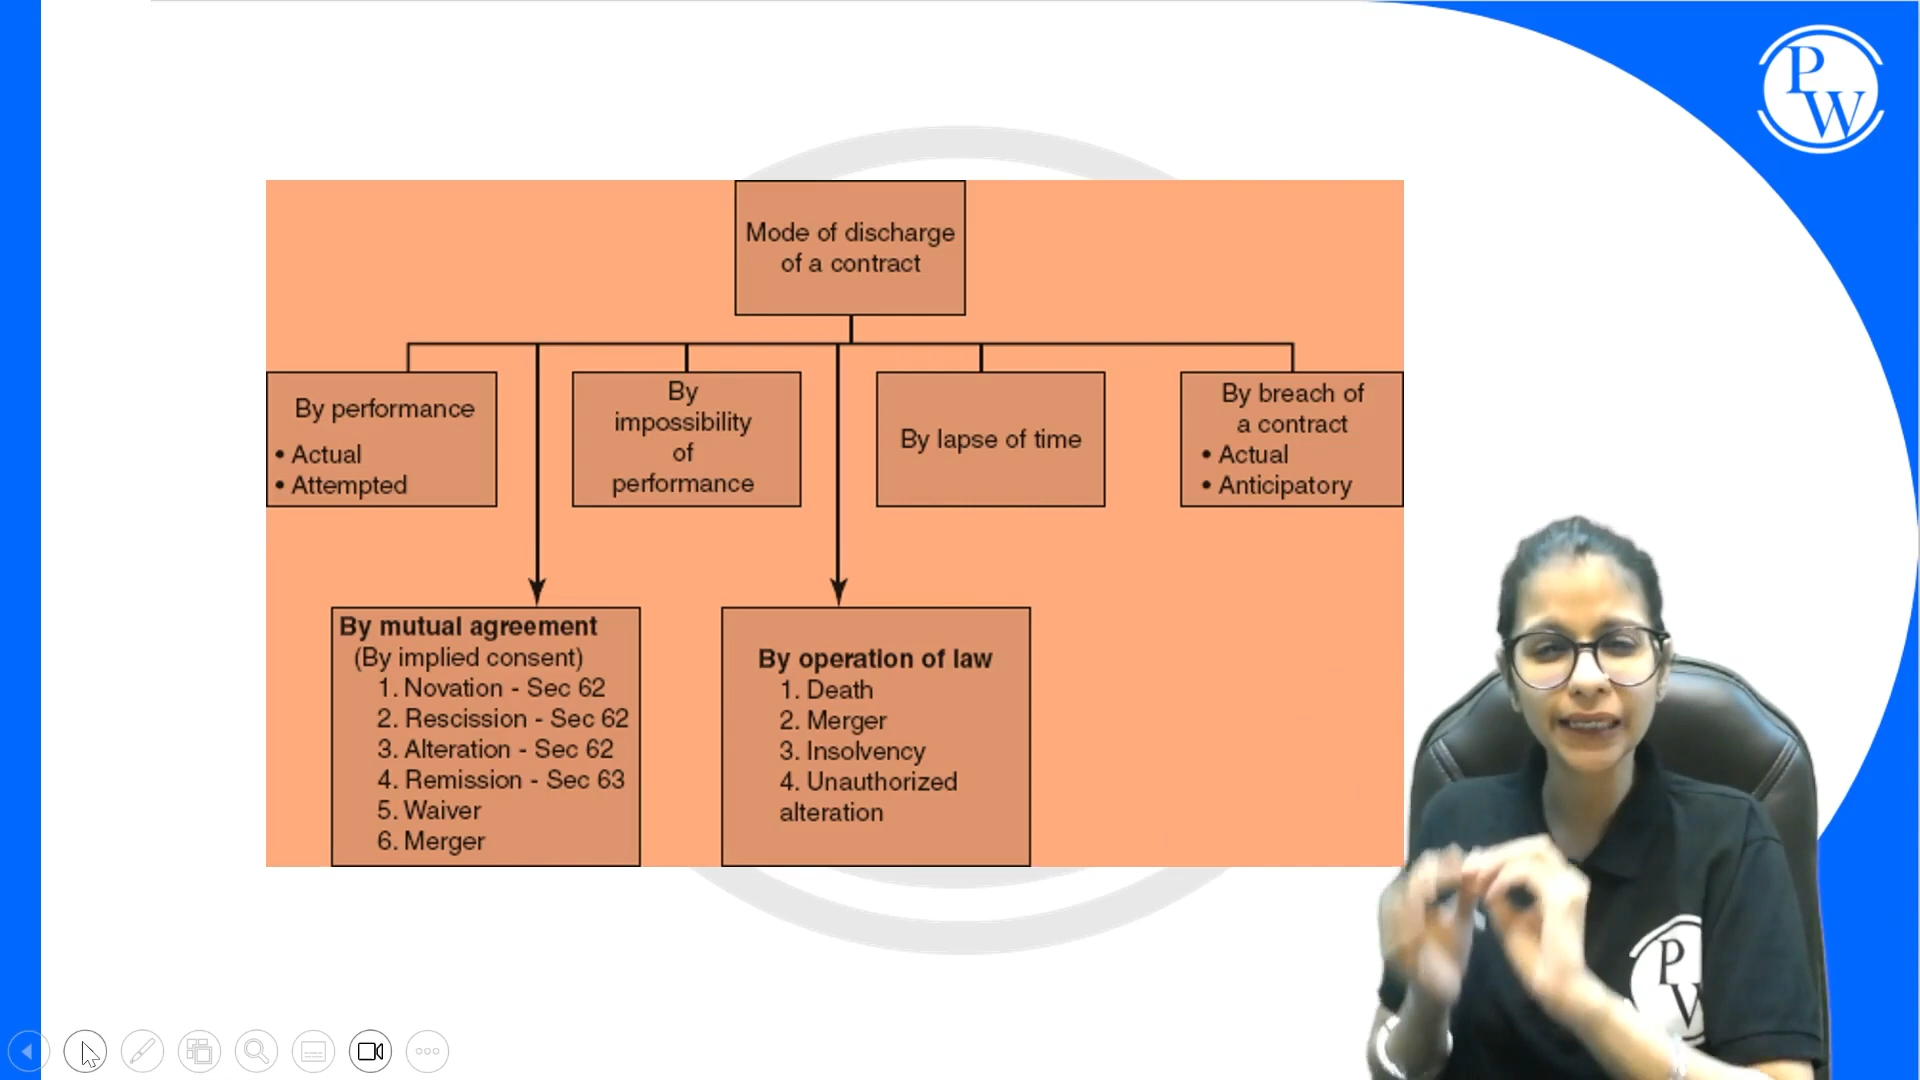 P
W
Mode of discharge
of a contract
By performance
• Actual
• Attempted
By
impossibility
of
performance
By lapse of time
By breach of
a contract
• Actual
• Anticipatory
By mutual agreement
(By implied consent)
1. Novation - Sec 62
2. Rescission - Sec 62
3. Alteration - Sec 62
4. Remission - Sec 63
5. Waiver
6. Merger
By operation of law
1. Death
2. Merger
3. Insolvency
4. Unauthorized
alteration
P
W